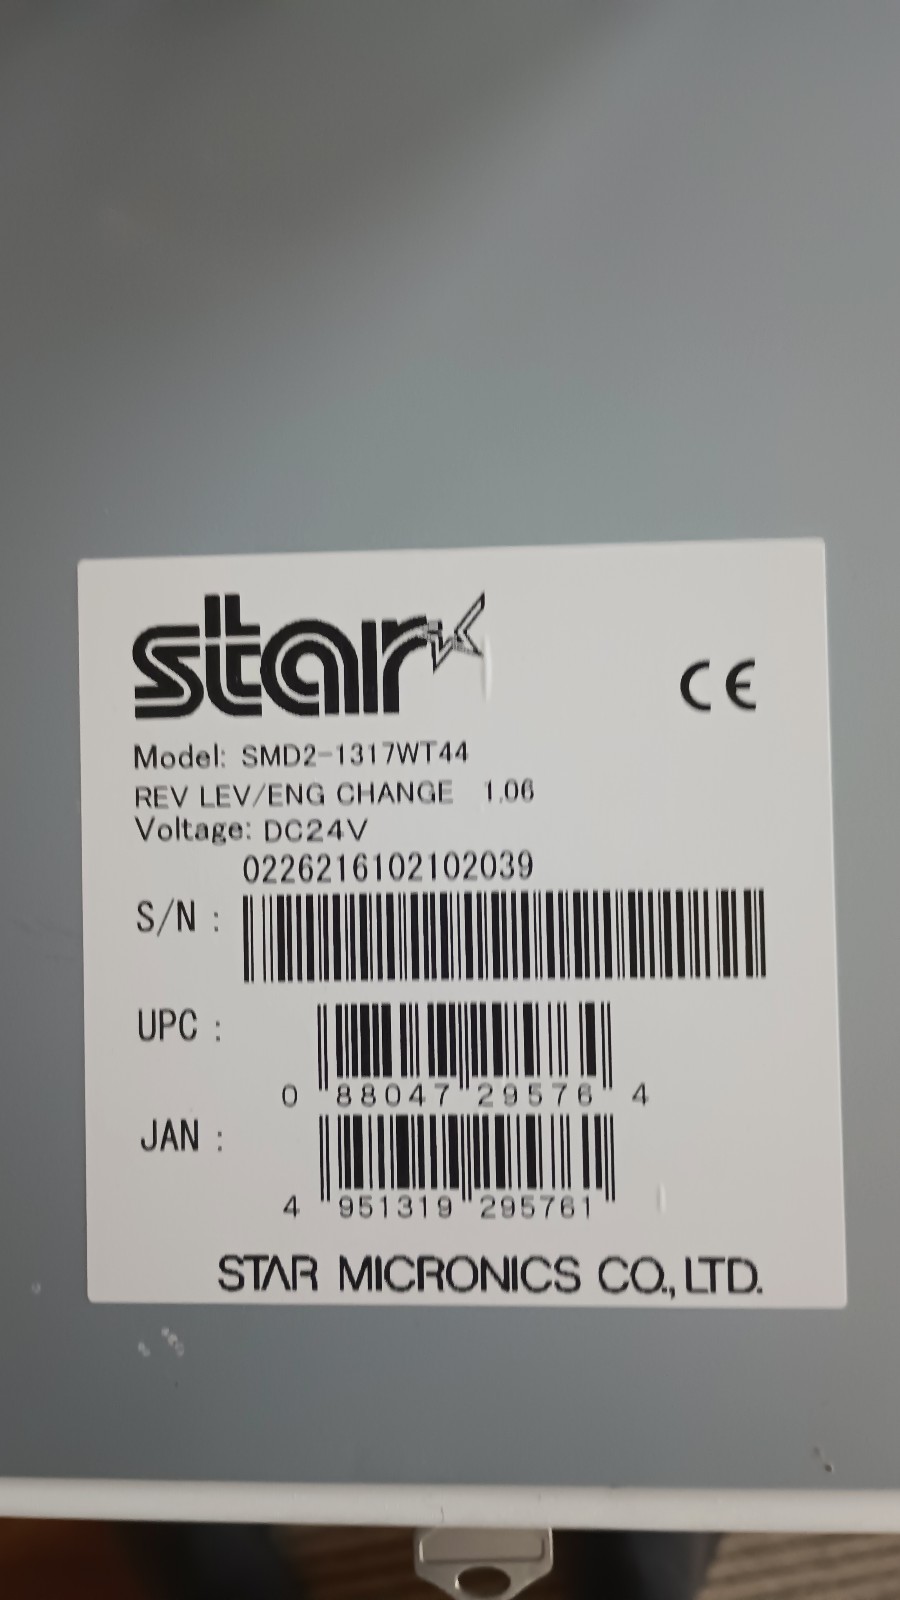 star
CE
Model: SMD2-1317WT44
REV LEV/ENG CHANGE 1.06
Voltage: DC24V
0226216102102039
S/N :
UPC :
0 88047 29576 4
JAN :
4 951319 295761
STAR MICRONICS CO., LTD.